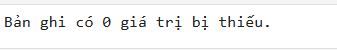 Bản ghi có 0 giá trị bị thiếu.